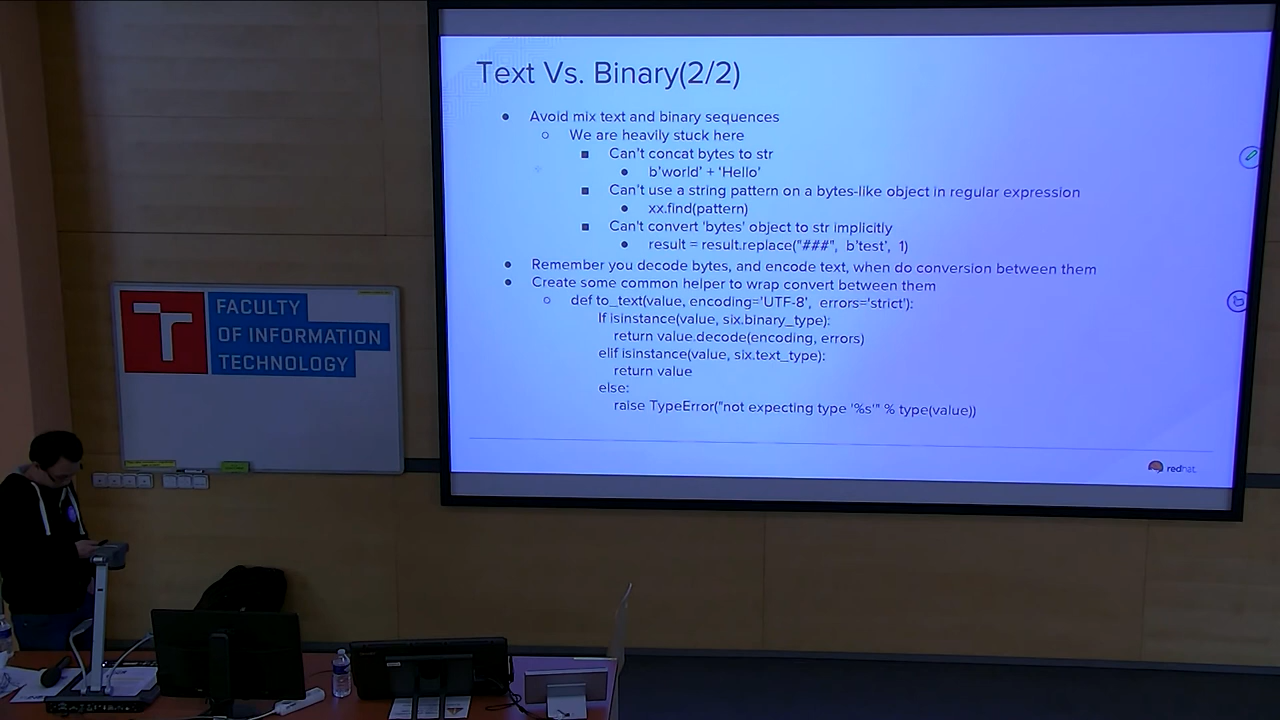 Text Vs. Binary(2/2)
Avoid mix text and binary sequences
We are heavily stuck here
Can't concat bytes to str
b'world' + 'Hello'
Can't use a string pattern on a bytes-like object in regular expression
xx.find(pattern)
Can't convert 'bytes' object to str implicitly
result = result.replace("###", b'test', 1)
Remember you decode bytes, and encode text, when do conversion between them
Create some common helper to wrap convert between them
def to_text(value, encoding='UTF-8', errors='strict'):
If isinstance(value, six.binary_type):
return value.decode(encoding, errors)
elif isinstance(value, six.text_type):
return value
else:
raise TypeError("not expecting type '%s'" % type(value))
redhat.
FACULTY
OF INFORMATION
TECHNOLOGY